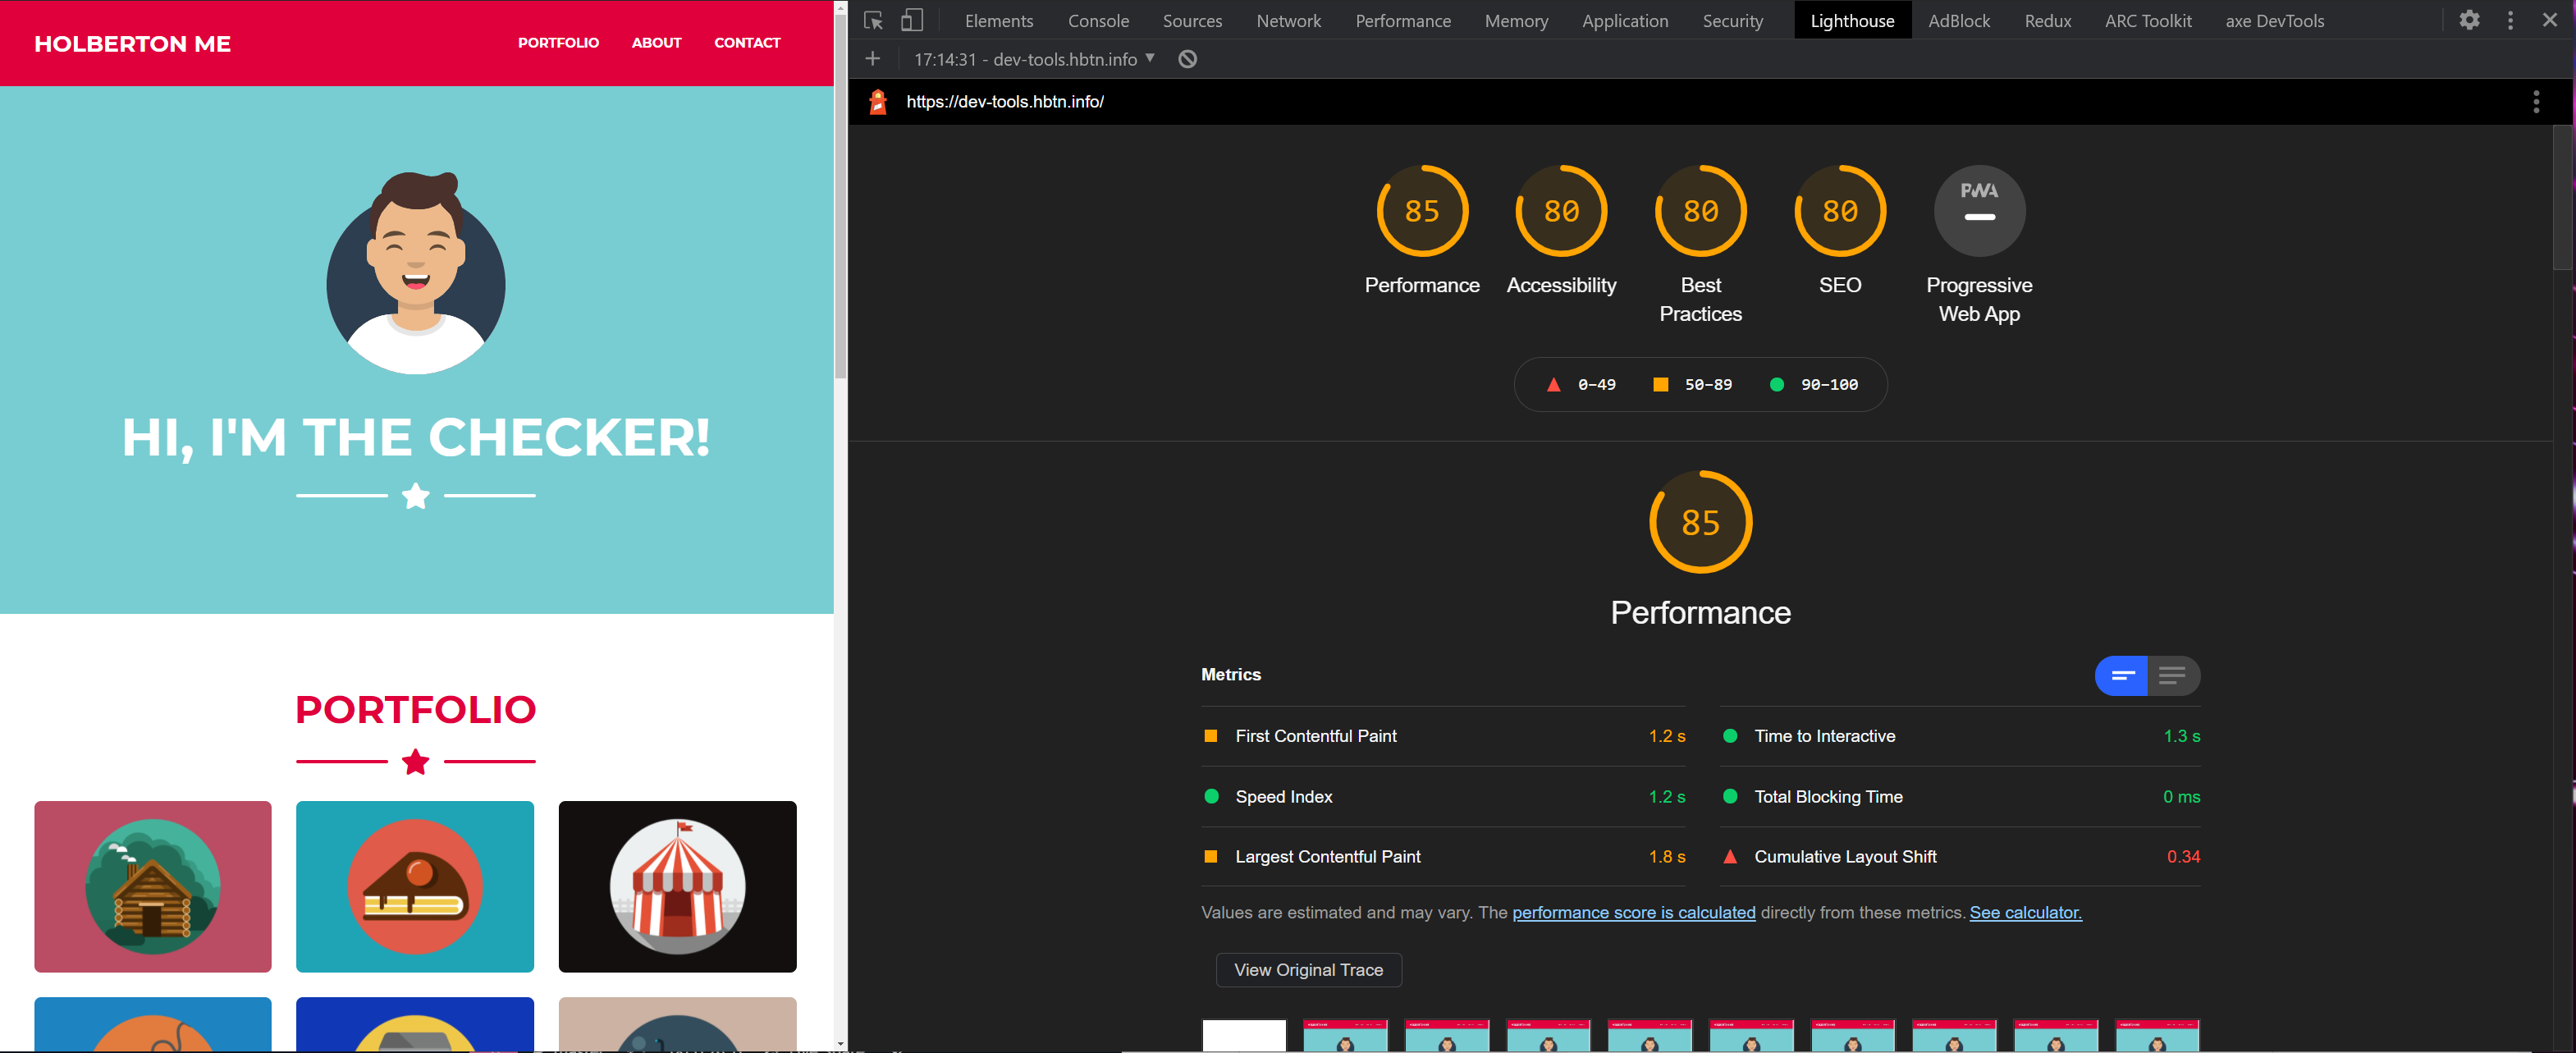 HOLBERTON ME
PORTFOLIO ABOUT CONTACT
HI, I'M THE CHECKER!
PORTFOLIO
Elements Console Sources Network Performance Memory Application Security Lighthouse AdBlock Redux ARC Toolkit axe DevTools
17:14:31 - dev-tools.hbtn.info
https://dev-tools.hbtn.info/
85 80 80 80 PWA
Performance Accessibility Best Practices SEO Progressive Web App
0–49 50–89 90–100
85
Performance
Metrics
First Contentful Paint 1.2 s
Time to Interactive 1.3 s
Speed Index 1.2 s
Total Blocking Time 0 ms
Largest Contentful Paint 1.8 s
Cumulative Layout Shift 0.34
Values are estimated and may vary. The performance score is calculated directly from these metrics. See calculator.
View Original Trace